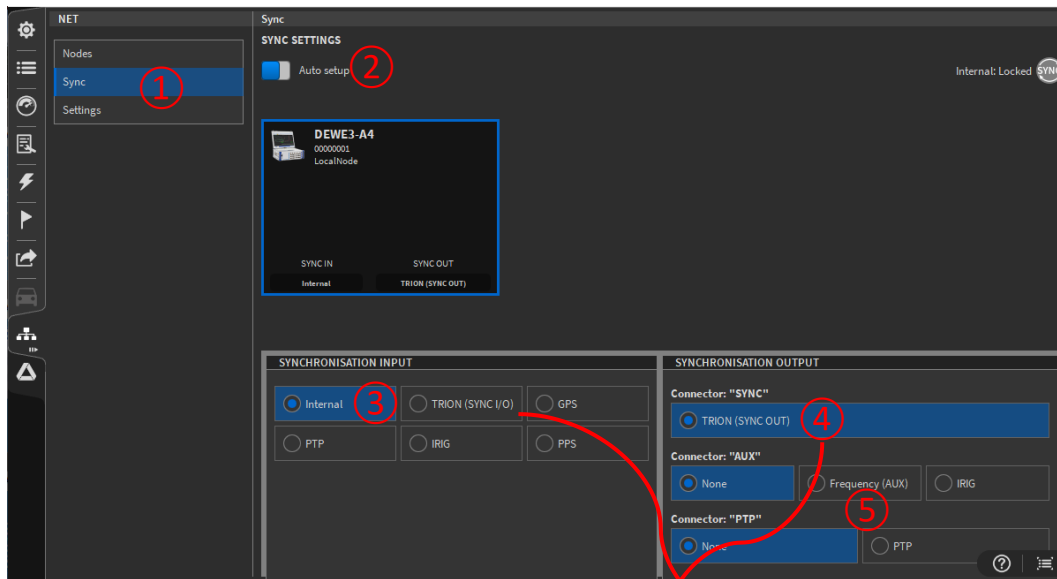 NET
Nodes
Sync
Settings
1
Sync
SYNC SETTINGS
Auto setup
2
Internal: Locked
SYNC
DEWE3-A4
00000001
LocalNode
SYNC IN SYNC OUT
Internal TRION (SYNC OUT)
SYNCHRONISATION INPUT
Internal 3 TRION (SYNC I/O) GPS
PTP IRIG PPS
SYNCHRONISATION OUTPUT
Connector: "SYNC"
TRION (SYNC OUT) 4
Connector: "AUX"
None Frequency (AUX) IRIG
5
Connector: "PTP"
None PTP
?